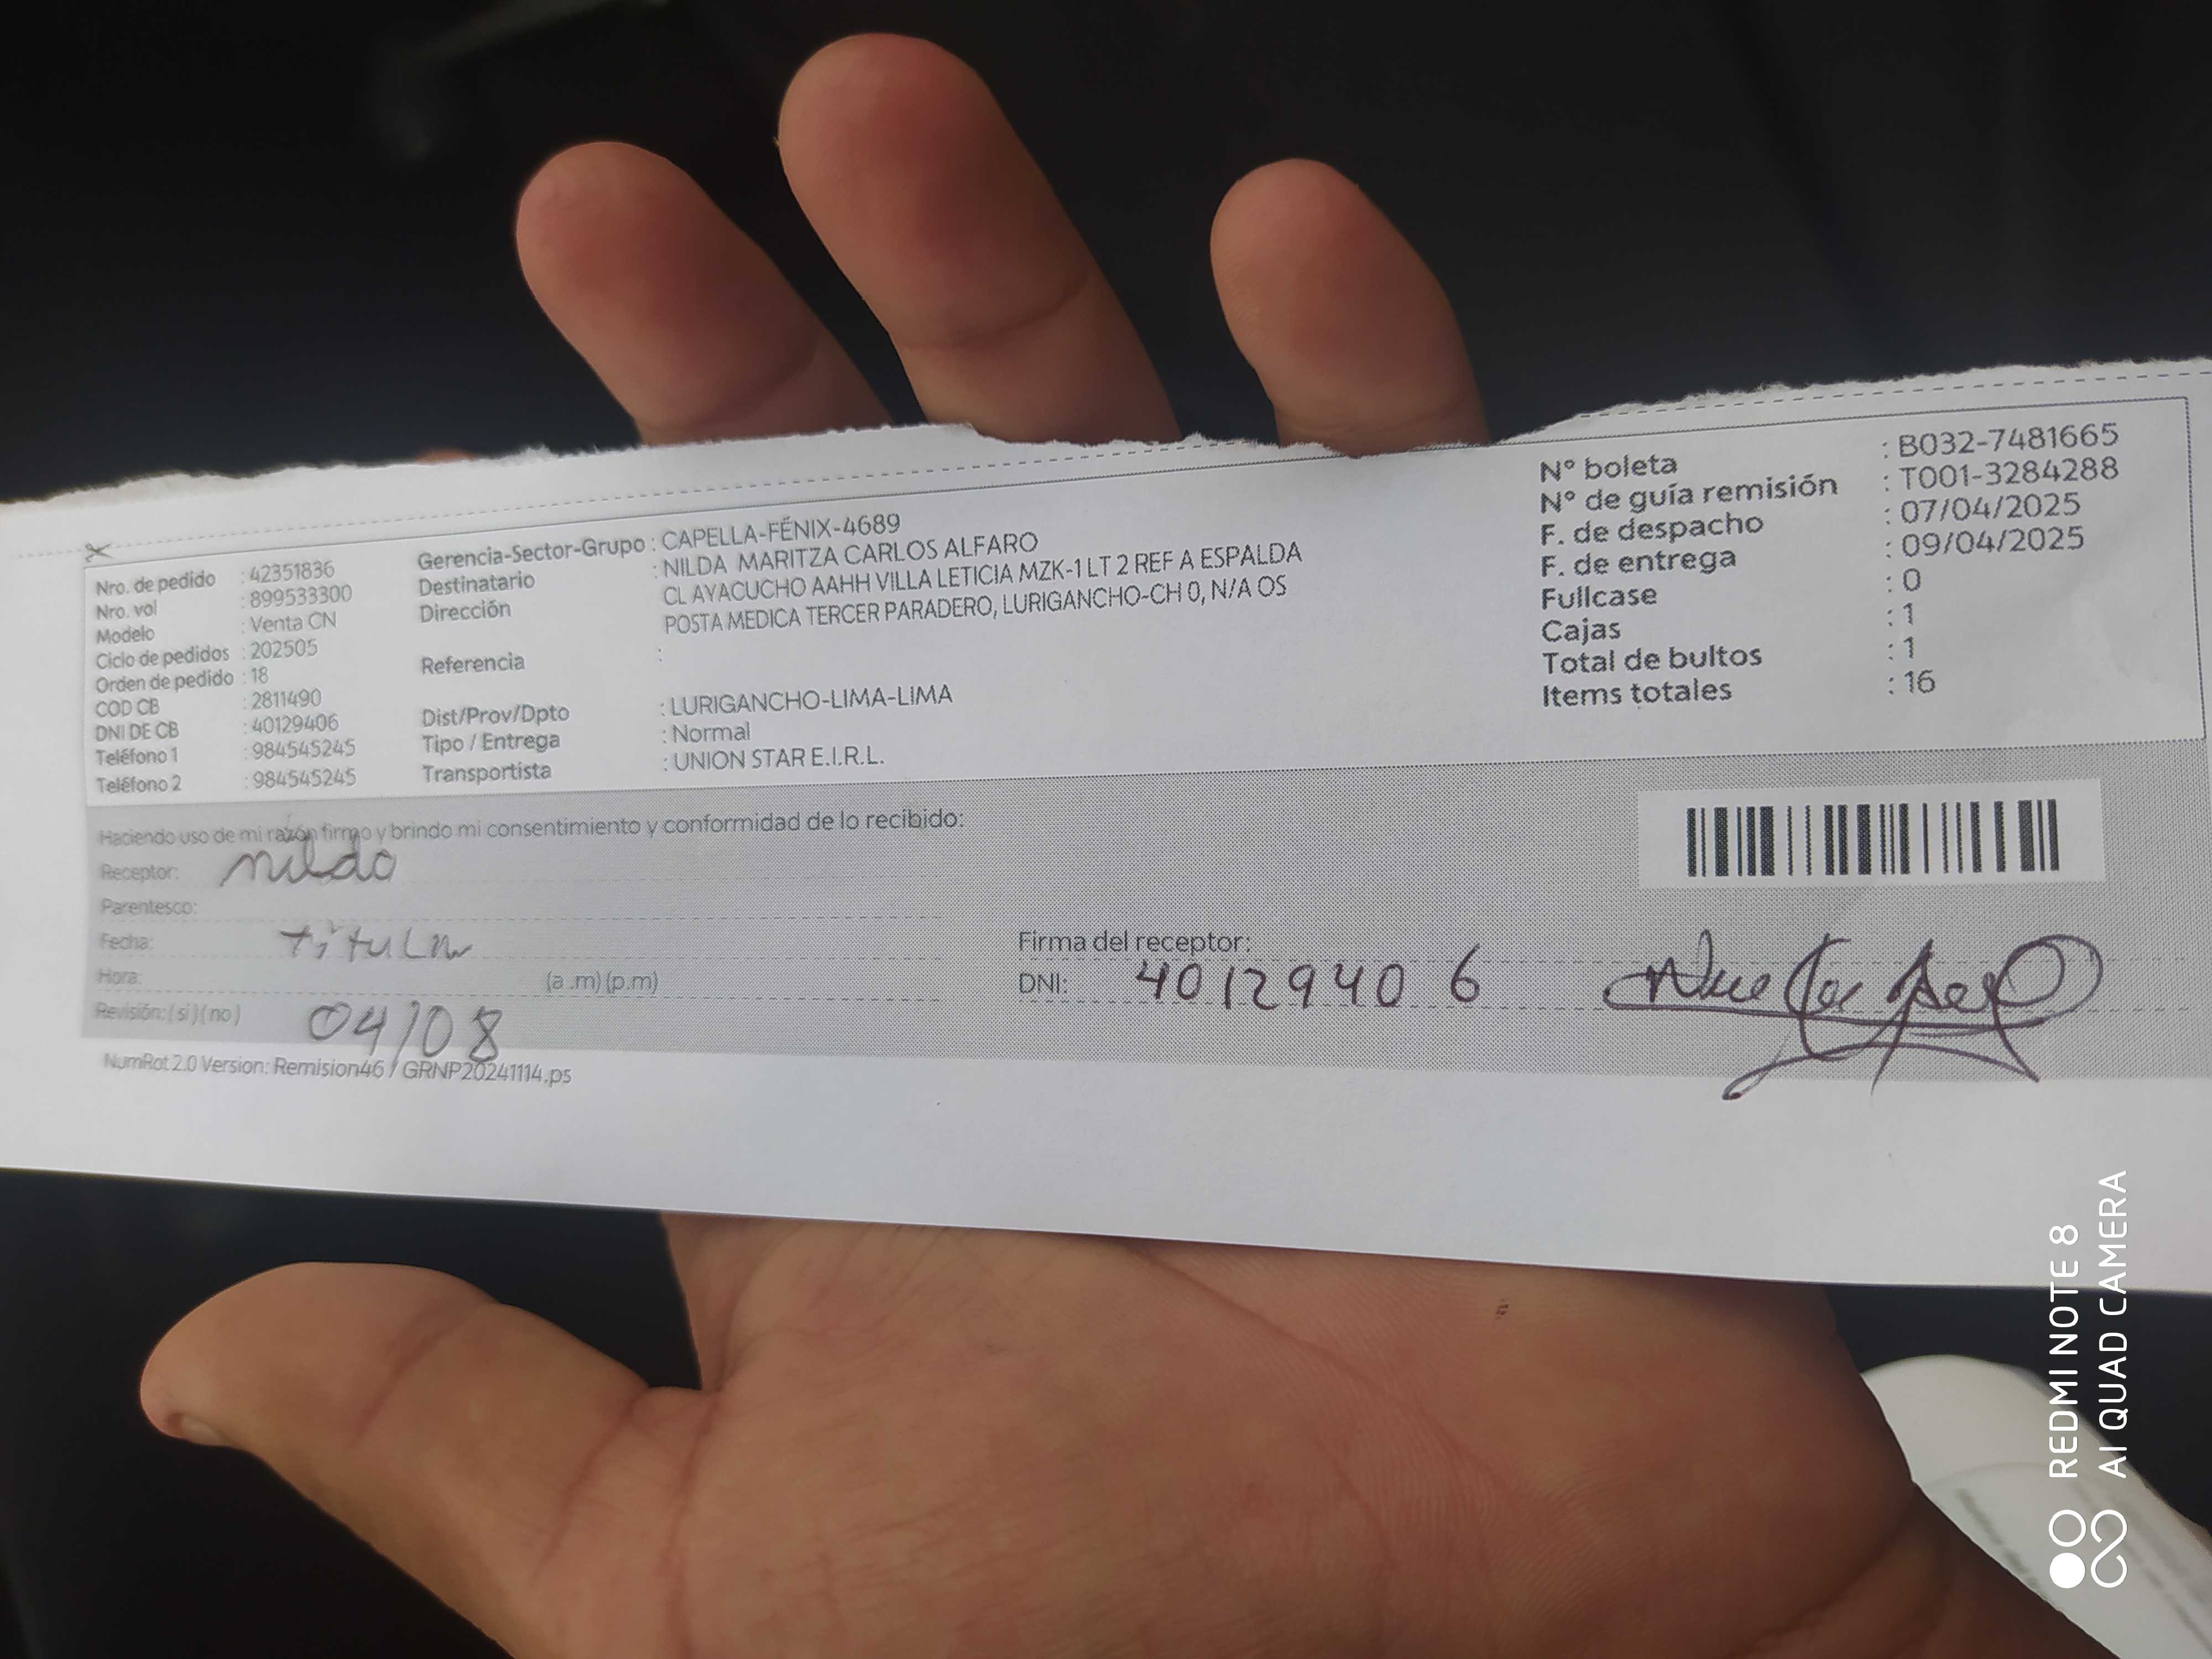 Nro. de pedido : 42351836
Nro. vol : 899533300
Modelo : Venta CN
Ciclo de pedidos : 202505
Orden de pedido : 18
COD CB : 2811490
DNI DE CB : 40129406
Teléfono 1 : 984545245
Teléfono 2 : 984545245
Gerencia-Sector-Grupo : CAPELLA-FÉNIX-4689
Destinatario : NILDA MARITZA CARLOS ALFARO
Dirección CL AYACUCHO AAHH VILLA LETICIA MZK-1 LT 2 REF A ESPALDA
POSTA MEDICA TERCER PARADERO, LURIGANCHO-CH 0, N/A OS
Referencia :
Dist/Prov/Dpto : LURIGANCHO-LIMA-LIMA
Tipo / Entrega : Normal
Transportista : UNION STAR E.I.R.L.
N° boleta : B032-7481665
N° de guía remisión : T001-3284288
F. de despacho : 07/04/2025
F. de entrega : 09/04/2025
Fullcase : 0
Cajas : 1
Total de bultos : 1
Items totales : 16
Haciendo uso de mi razón firmo y brindo mi consentimiento y conformidad de lo recibido:
Receptor: nilda
Parentesco:
Fecha: titular
Hora: (a .m) (p.m)
Revisión: ( si ) ( no ) 04/08
Firma del receptor:
DNI: 40129406
NumRot 2.0 Version: Remision46 / GRNP20241114.ps
REDMI NOTE 8
AI QUAD CAMERA